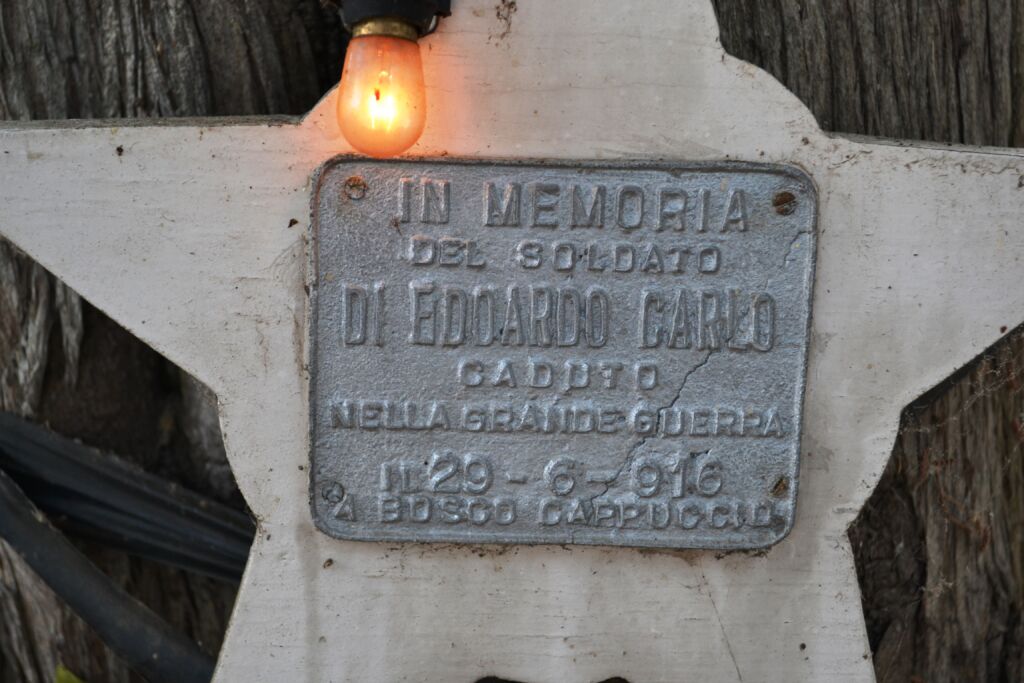 IN MEMORIA
DEL SOLDATO
DI EDOARDO CARLO
CADUTO
NELLA GRANDE GUERRA
IL 29-6-916
A BOSCO CAPPUCCIO